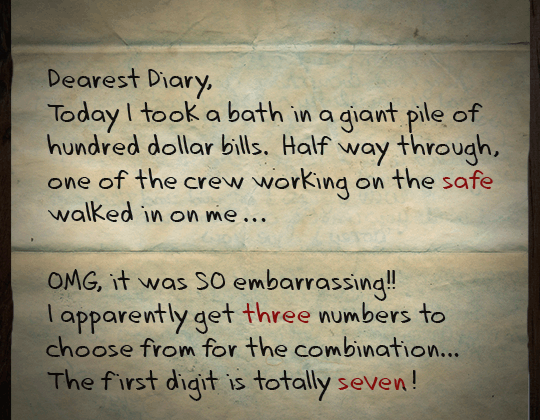 Dearest Diary,
Today I took a bath in a giant pile of
hundred dollar bills. Half way through,
one of the crew working on the safe
walked in on me...
OMG, it was SO embarrassing!!
I apparently get three numbers to
choose from for the combination...
The first digit is totally seven!